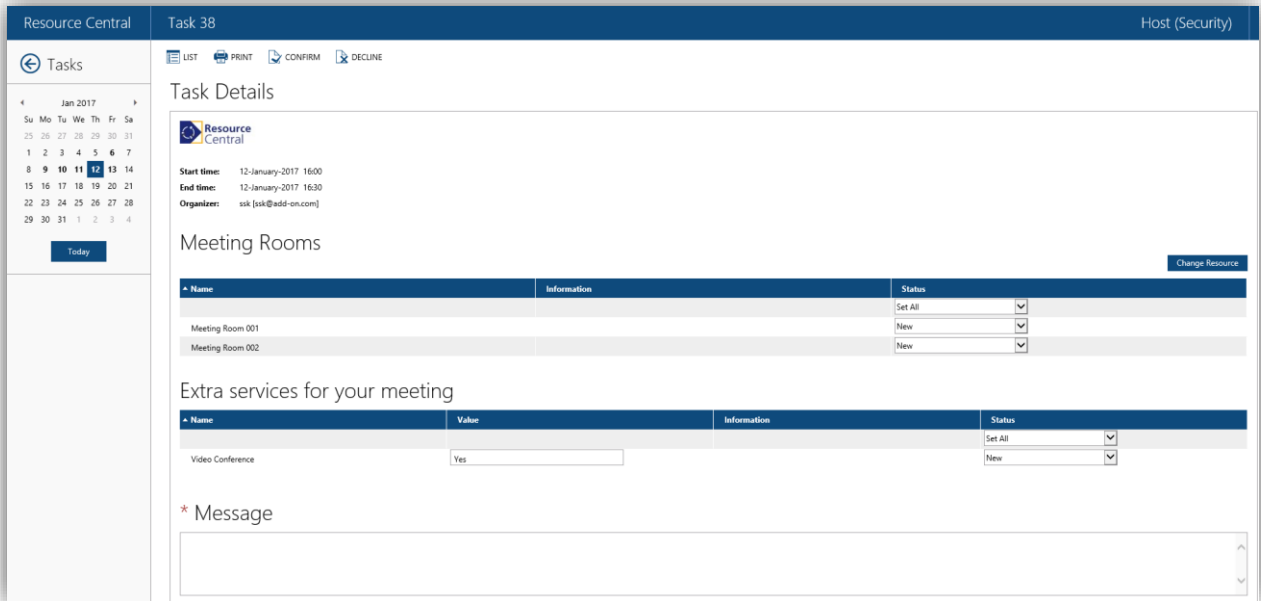 Resource Central Task 38 Host (Security)
Tasks
LIST PRINT CONFIRM DECLINE
Jan 2017
Su Mo Tu We Th Fr Sa
25 26 27 28 29 30 31
1 2 3 4 5 6 7
8 9 10 11 12 13 14
15 16 17 18 19 20 21
22 23 24 25 26 27 28
29 30 31 1 2 3 4
Today
Task Details
Resource
Central
Start time: 12-January-2017 16:00
End time: 12-January-2017 16:30
Organizer: ssk [ssk@add-on.com]
Meeting Rooms
Change Resource
Name Information Status
Set All
Meeting Room 001 New
Meeting Room 002 New
Extra services for your meeting
Name Value Information Status
Set All
Video Conference Yes New
* Message